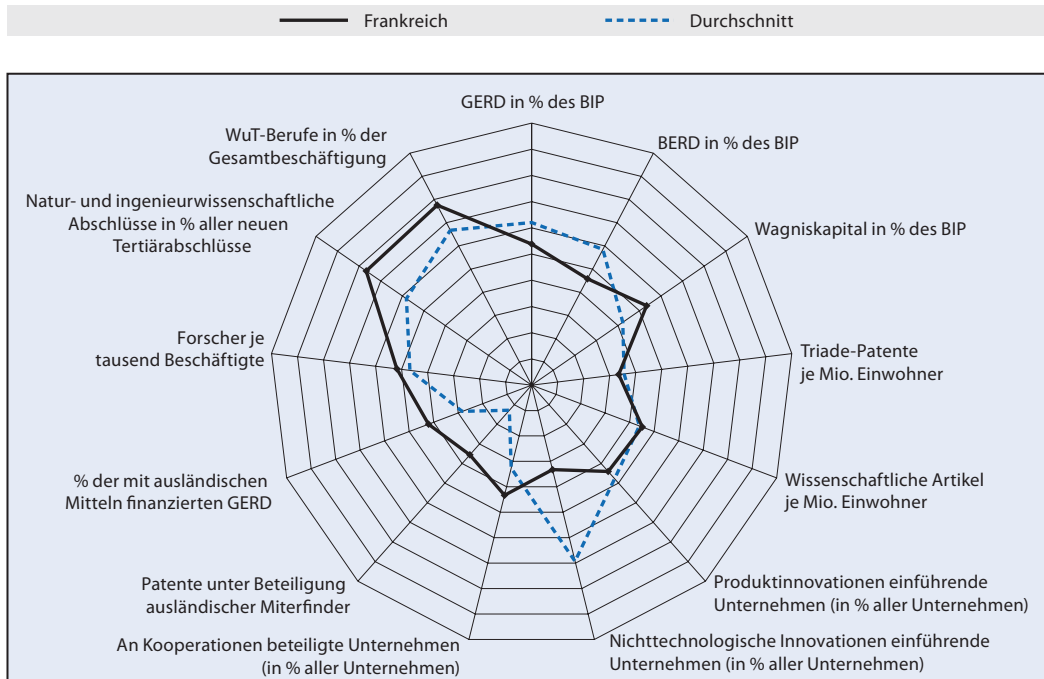 Frankreich
Durchschnitt
GERD in % des BIP
BERD in % des BIP
Wagniskapital in % des BIP
Triade-Patente
je Mio. Einwohner
Wissenschaftliche Artikel
je Mio. Einwohner
Produktinnovationen einführende
Unternehmen (in % aller Unternehmen)
Nichttechnologische Innovationen einführende
Unternehmen (in % aller Unternehmen)
An Kooperationen beteiligte Unternehmen
(in % aller Unternehmen)
Patente unter Beteiligung
ausländischer Miterfinder
% der mit ausländischen
Mitteln finanzierten GERD
Forscher je
tausend Beschäftigte
Natur- und ingenieurwissenschaftliche
Abschlüsse in % aller neuen
Tertiärabschlüsse
WuT-Berufe in % der
Gesamtbeschäftigung